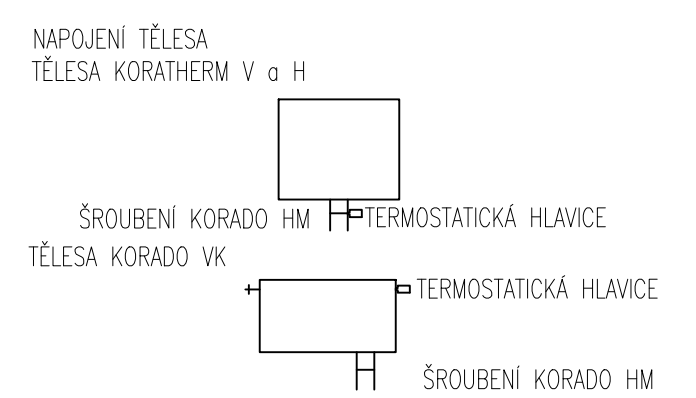 NAPOJENÍ TĚLESA
TĚLESA KORATHERM V a H
ŠROUBENÍ KORADO HM TERMOSTATICKÁ HLAVICE
TĚLESA KORADO VK
TERMOSTATICKÁ HLAVICE
ŠROUBENÍ KORADO HM